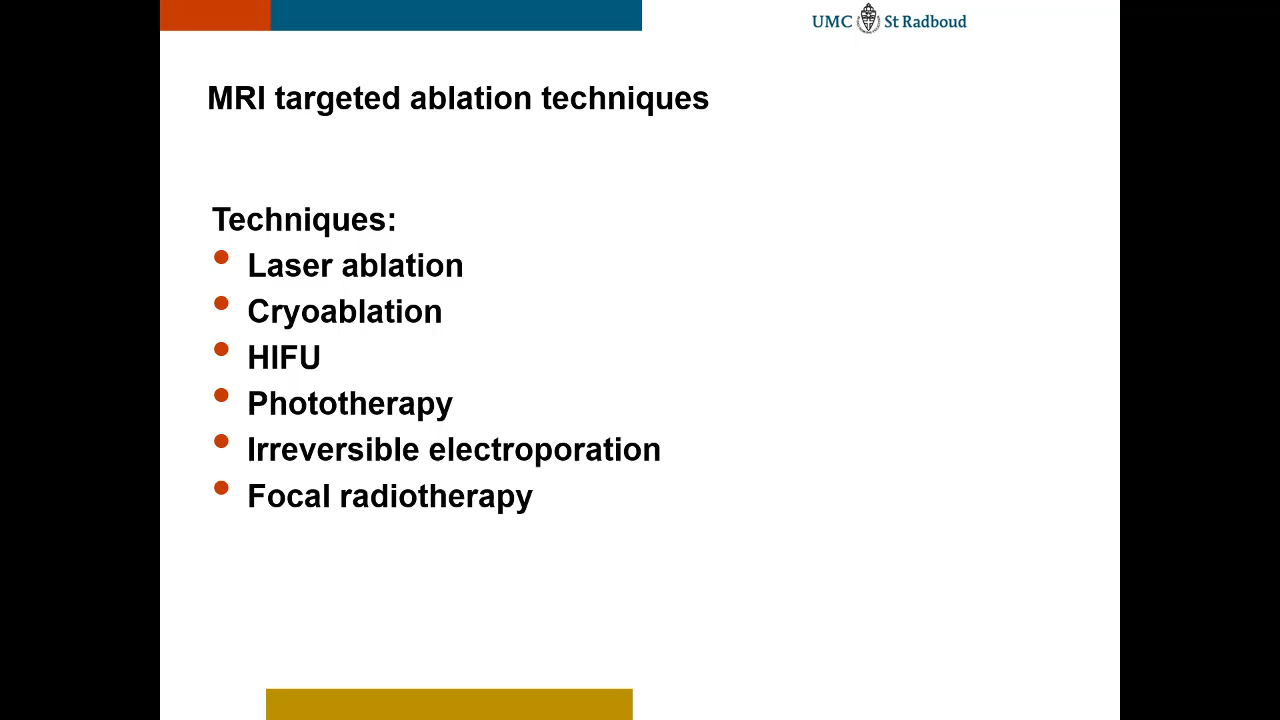 UMC St Radboud
MRI targeted ablation techniques
Techniques:
• Laser ablation
• Cryoablation
• HIFU
• Phototherapy
• Irreversible electroporation
• Focal radiotherapy